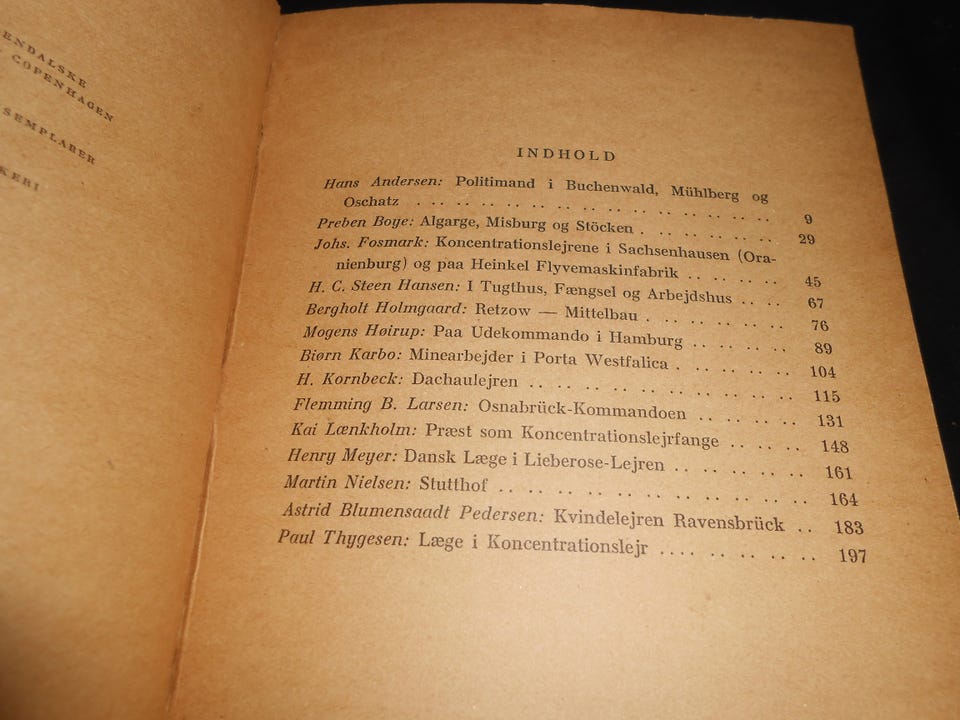 ENDALSKE
COPENHAGEN
SEMPLARER
INDHOLD
Hans Andersen: Politimand i Buchenwald, Mühlberg og
Oschatz . . . . . . . . . . . . . . . . . . 9
Preben Boye: Algarge, Misburg og Stöcken . . . . . . . 29
Johs. Fosmark: Koncentrationslejrene i Sachsenhausen (Ora-
nienburg) og paa Heinkel Flyvemaskinfabrik . . . . . . 45
H. C. Steen Hansen: I Tugthus, Fængsel og Arbejdshus . . . . 67
Bergholt Holmgaard: Retzow — Mittelbau . . . . . . . . 76
Mogens Høirup: Paa Udekommando i Hamburg . . . . . . 89
Biørn Karbo: Minearbejder i Porta Westfalica . . . . . . . 104
H. Kornbeck: Dachaulejren . . . . . . . . . . . . . . 115
Flemming B. Larsen: Osnabrück-Kommandoen . . . . . . 131
Kai Lænkholm: Præst som Koncentrationslejrfange . . . . . 148
Henry Meyer: Dansk Læge i Lieberose-Lejren . . . . . . . 161
Martin Nielsen: Stutthof . . . . . . . . . . . . . . . . 164
Astrid Blumensaadt Pedersen: Kvindelejren Ravensbrück . . 183
Paul Thygesen: Læge i Koncentrationslejr . . . . . . . . 197